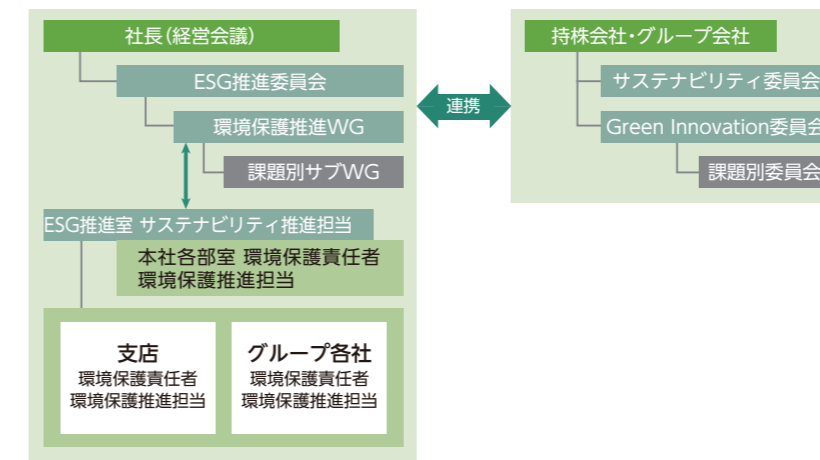 社長（経営会議）
ESG推進委員会
環境保護推進WG
課題別サブWG
ESG推進室 サステナビリティ推進担当
本社各部室 環境保護責任者
環境保護推進担当
支店
環境保護責任者
環境保護推進担当
グループ各社
環境保護責任者
環境保護推進担当
連携
持株会社・グループ会社
サステナビリティ委員会
Green Innovation委員会
課題別委員会